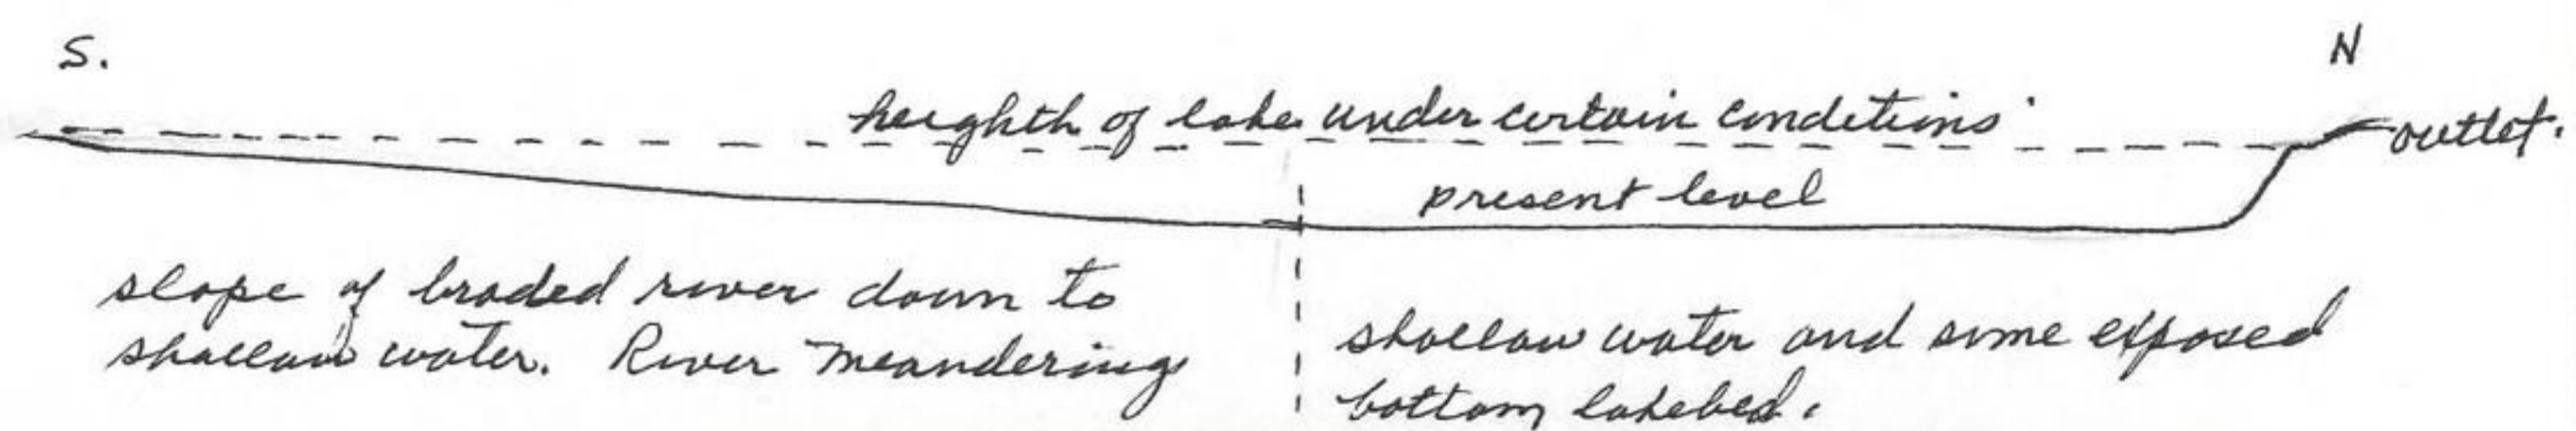 S.
N
heighth of lake under certain conditions
outlet.
present level
slope of braded river down to
shallow water. River meandering
shallow water and some exposed
bottom lakebed.